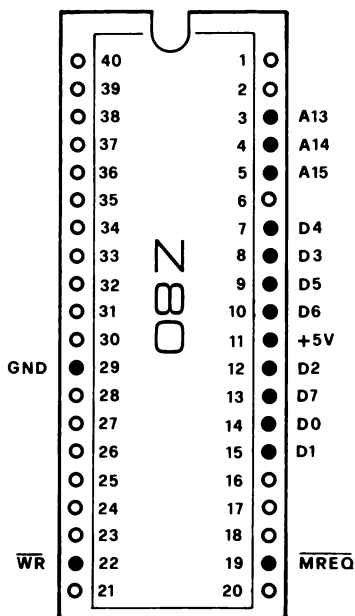 40 1
39 2
38 3 A13
37 4 A14
36 5 A15
35 6
34 7 D4
33 8 D3
32 9 D5
31 10 D6
30 11 +5V
GND 29 12 D2
28 13 D7
27 14 D0
26 15 D1
25 16
24 17
23 18
WR 22 19 MREQ
21 20
Z80